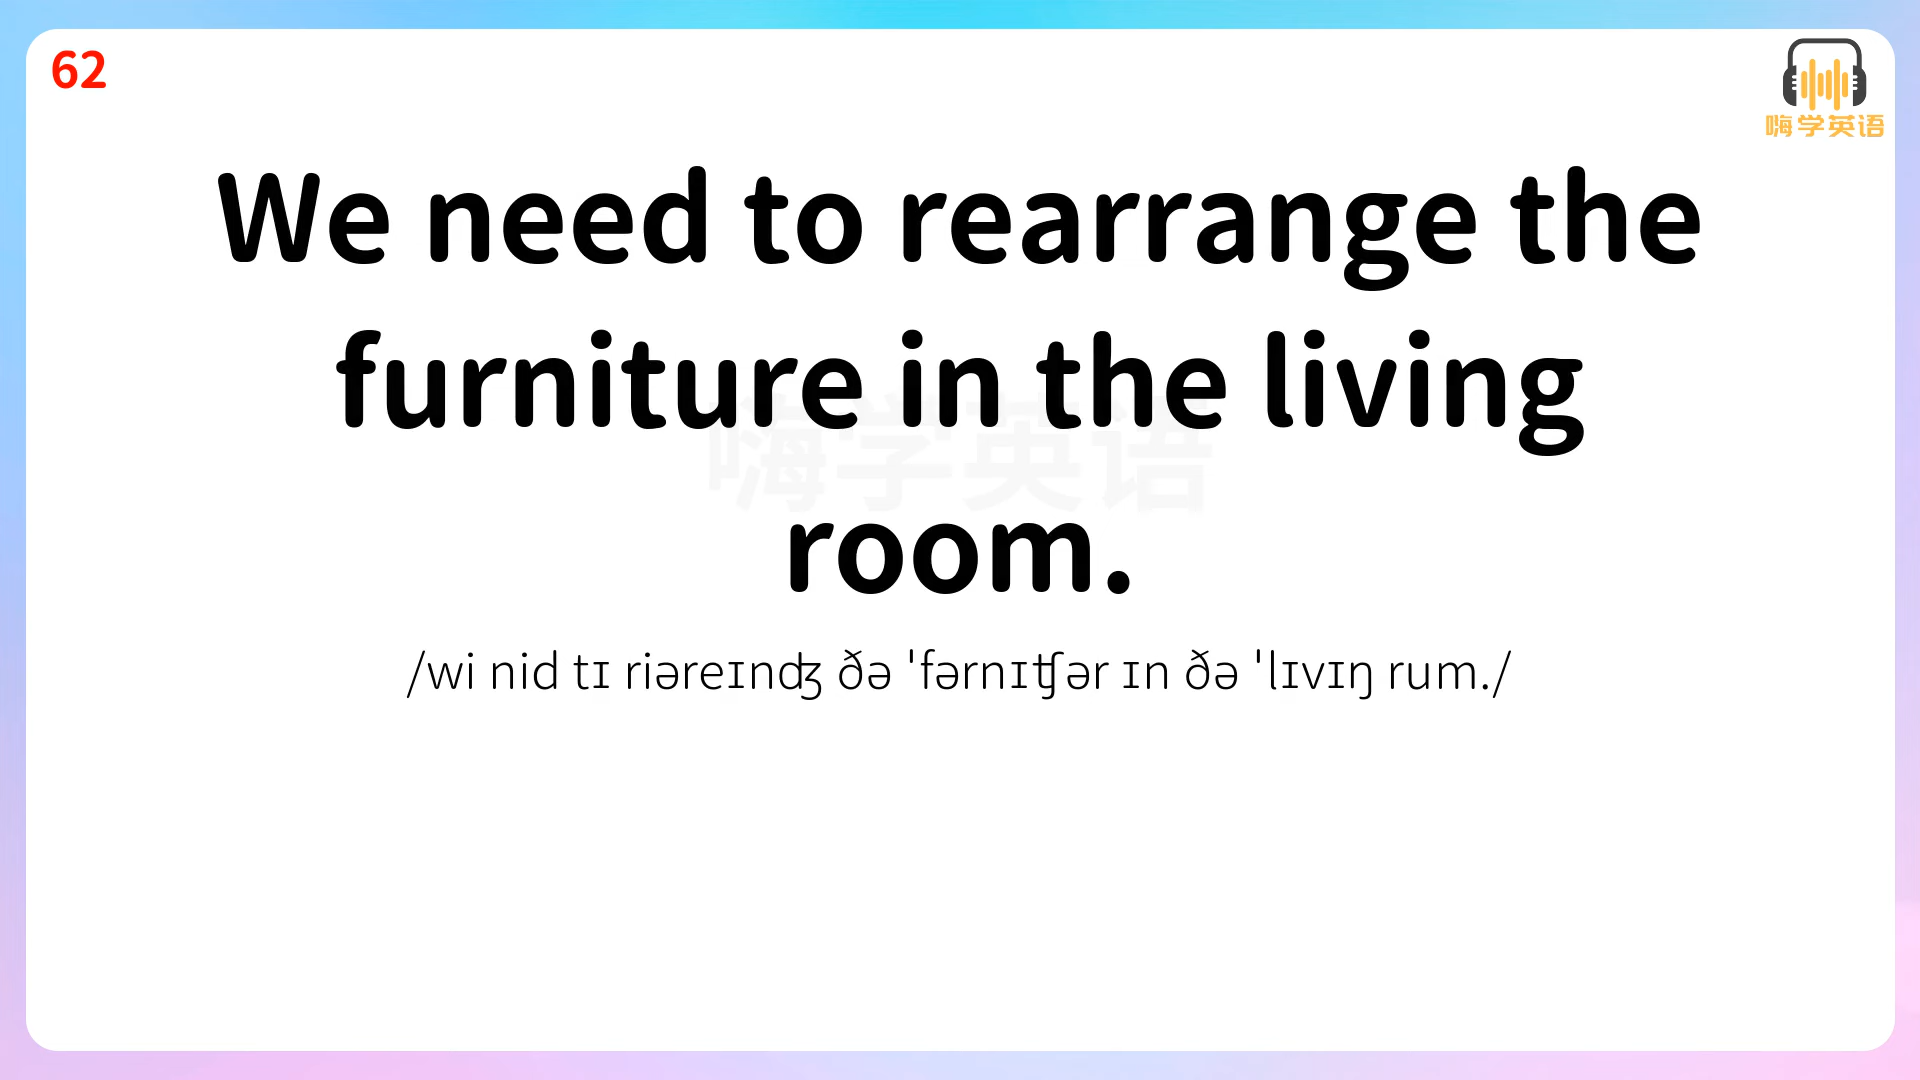 62
嗨学英语
We need to rearrange the
furniture in the living
嗨学英语
room.
/wi nid tɪ riəreɪnʤ ðə ˈfərnɪʧər ɪn ðə ˈlɪvɪŋ rum./